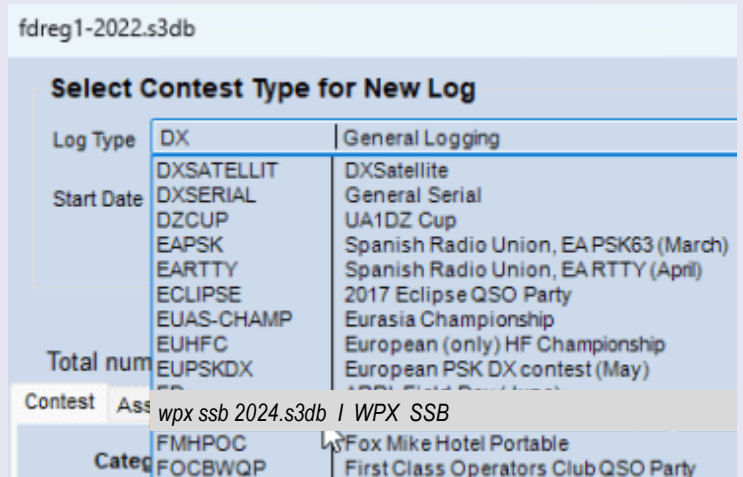 fdreg1-2022.s3db
Select Contest Type for New Log
Log Type DX General Logging
DXSATELLIT DXSatellite
Start Date DXSERIAL General Serial
DZCUP UA1DZ Cup
EAPSK Spanish Radio Union, EA PSK63 (March)
EARTTY Spanish Radio Union, EA RTTY (April)
ECLIPSE 2017 Eclipse QSO Party
EUAS-CHAMP Eurasia Championship
EUHFC European (only) HF Championship
Total num EUPSKDX European PSK DX contest (May)
Contest Ass
wpx ssb 2024.s3db I WPX SSB
FMHPOC Fox Mike Hotel Portable
Categ FOCBWQP First Class Operators Club QSO Party